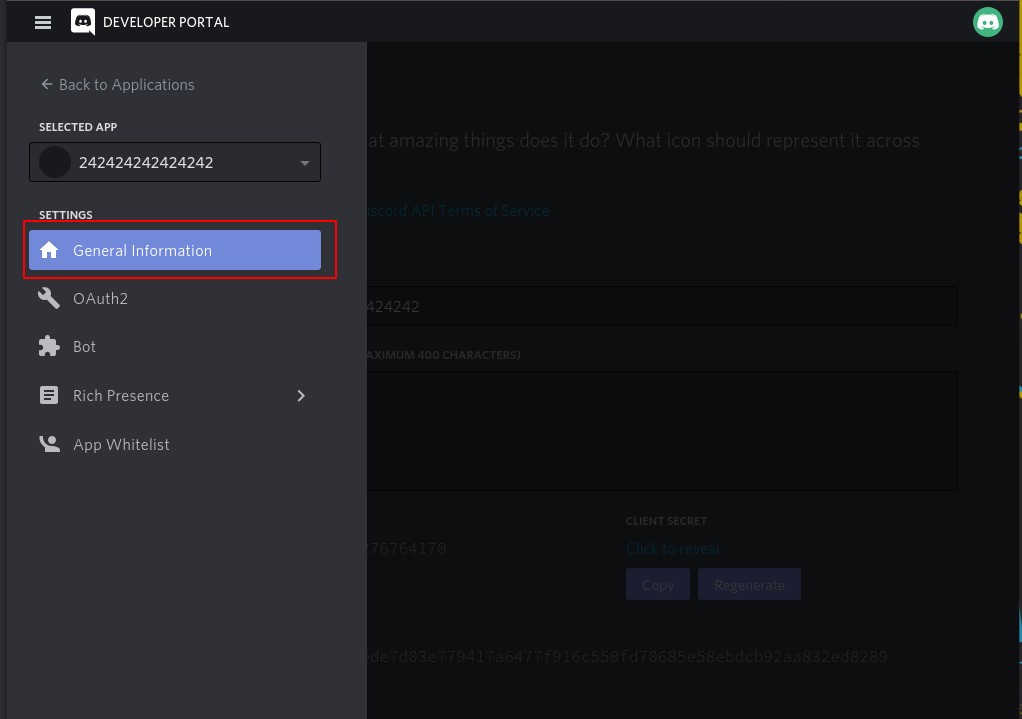 DEVELOPER PORTAL
Back to Applications
SELECTED APP
242424242424242
SETTINGS
General Information
OAuth2
Bot
Rich Presence
App Whitelist
at amazing things does it do? What icon should represent it across
iscord API Terms of Service
424242
AXIMUM 400 CHARACTERS)
76764170
CLIENT SECRET
Click to reveal
Copy
Regenerate
de7d03e779417a6477f916c550fd70685e58ebdcb92aa832ed8289